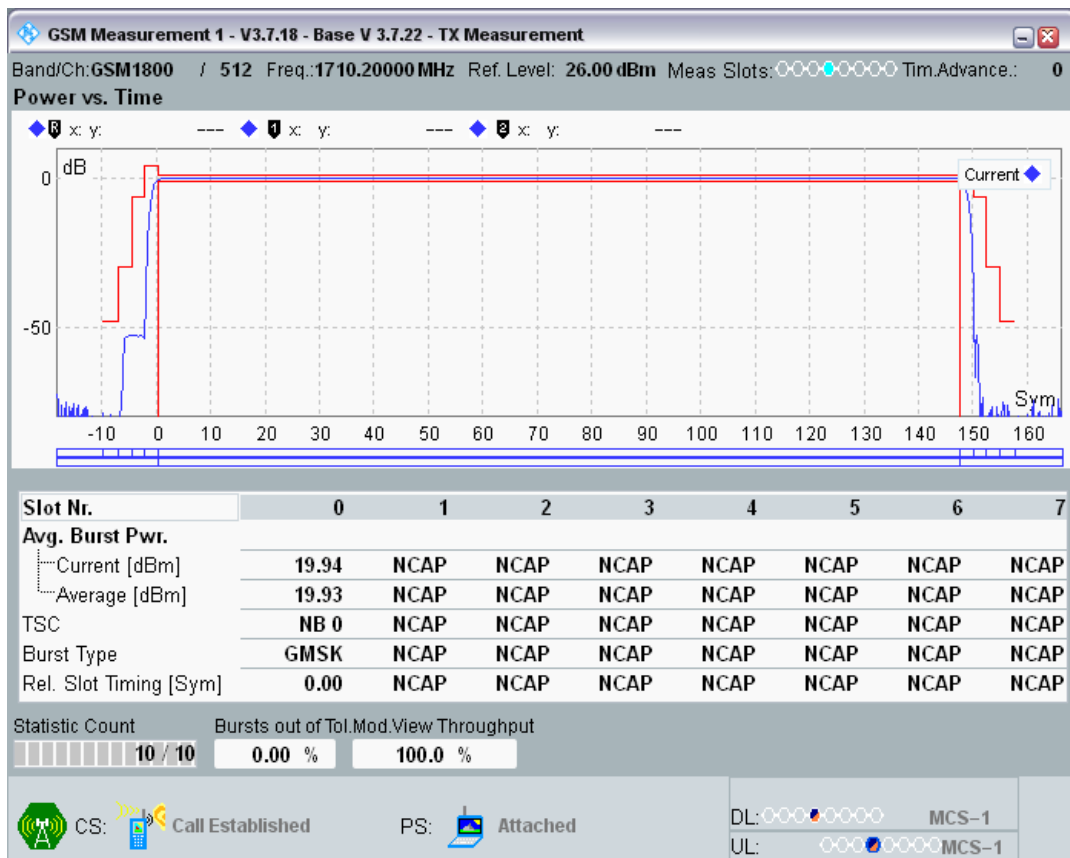 GSM Measurement 1 - V3.7.18 - Base V 3.7.22 - TX Measurement
Band/Ch:GSM1800 / 512 Freq.:1710.20000 MHz Ref. Level: 26.00 dBm Meas Slots: Tim.Advance.: 0
Power vs. Time
R x: y: --- 1 x: y: --- 2 x: y: ---
dB
0
Current
-50
Sym
-10 0 10 20 30 40 50 60 70 80 90 100 110 120 130 140 150 160
Slot Nr. 0 1 2 3 4 5 6 7
Avg. Burst Pwr.
Current [dBm] 19.94 NCAP NCAP NCAP NCAP NCAP NCAP NCAP
Average [dBm] 19.93 NCAP NCAP NCAP NCAP NCAP NCAP NCAP
TSC NB 0 NCAP NCAP NCAP NCAP NCAP NCAP NCAP
Burst Type GMSK NCAP NCAP NCAP NCAP NCAP NCAP NCAP
Rel. Slot Timing [Sym] 0.00 NCAP NCAP NCAP NCAP NCAP NCAP NCAP
Statistic Count Bursts out of Tol. Mod.View Throughput
10 / 10 0.00 % 100.0 %
CS: Call Established PS: Attached
DL: MCS-1
UL: MCS-1